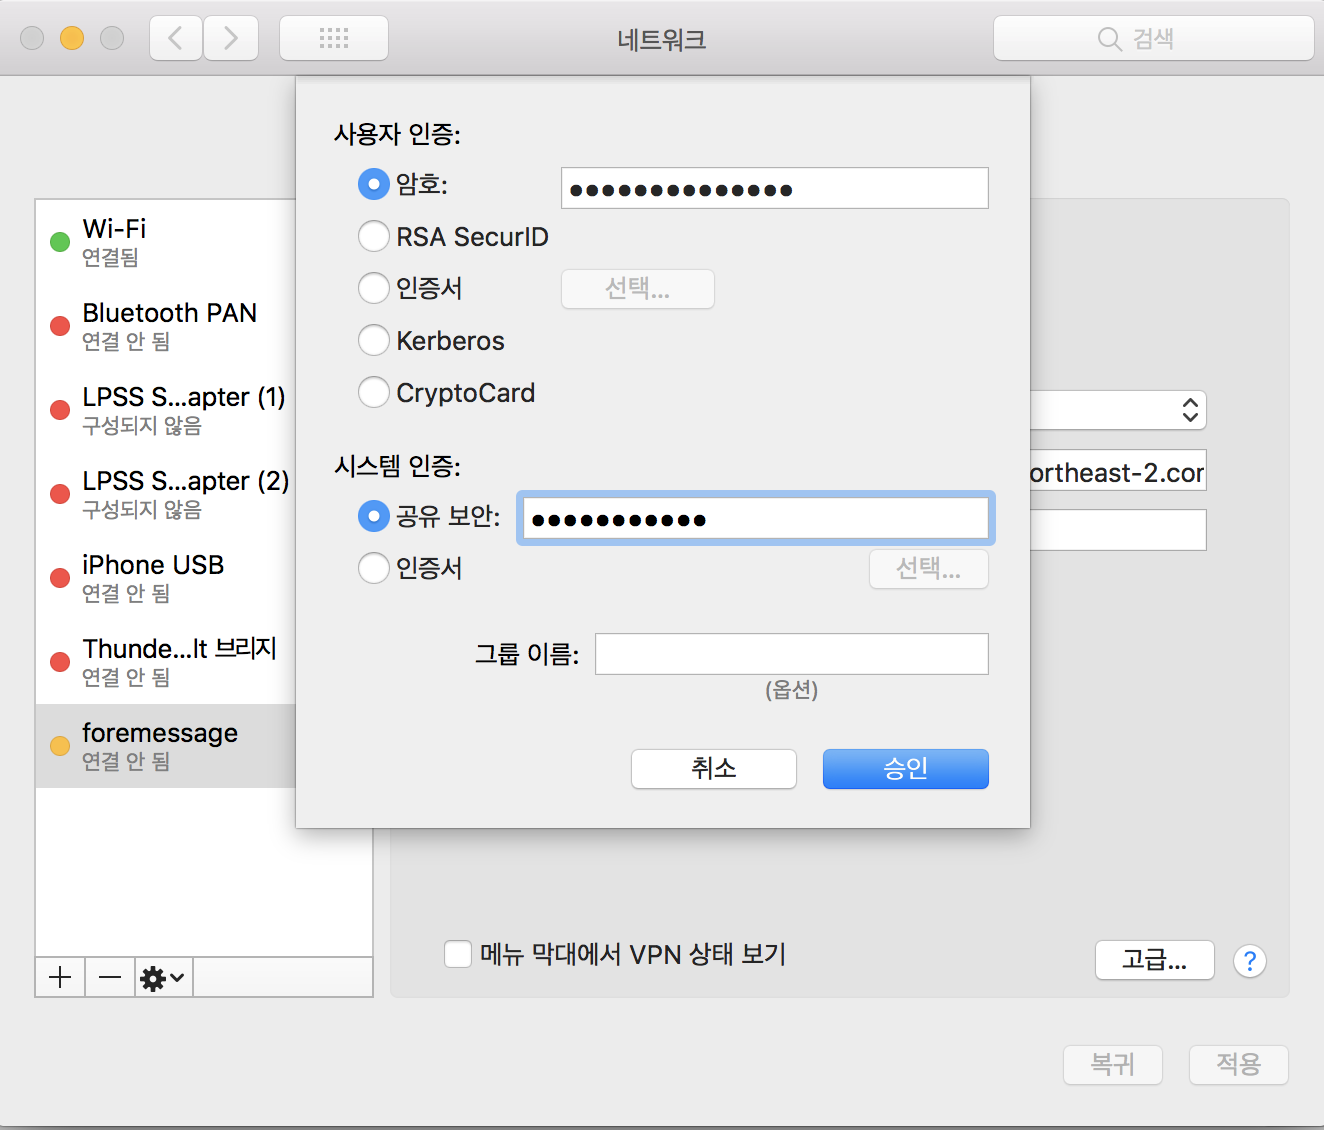 네트워크
검색
사용자 인증:
암호:
••••••••••••••
RSA SecurID
인증서
선택...
Kerberos
CryptoCard
시스템 인증:
공유 보안:
•••••••••••
인증서
선택...
그룹 이름:
(옵션)
취소
승인
Wi-Fi
연결됨
Bluetooth PAN
연결 안 됨
LPSS S...apter (1)
구성되지 않음
LPSS S...apter (2)
구성되지 않음
iPhone USB
연결 안 됨
Thunde...lt 브리지
연결 안 됨
foremessage
연결 안 됨
ortheast-2.cor
메뉴 막대에서 VPN 상태 보기
고급...
?
복귀
적용